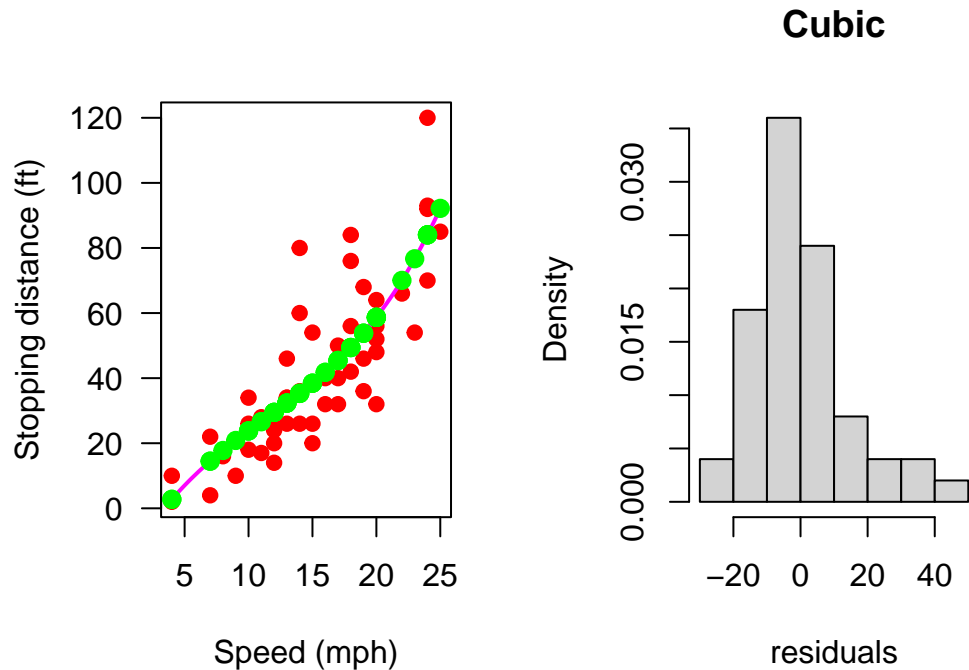 Cubic
Stopping distance (ft)
120
100
80
60
40
20
0
5 10 15 20 25
Speed (mph)
Density
0.030
0.015
0.000
−20 0 20 40
residuals